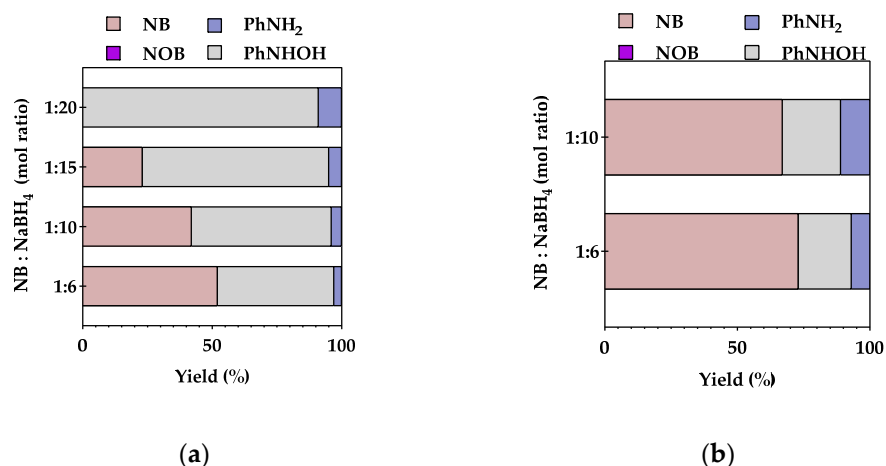 NB PhNH₂
NOB PhNHOH
NB : NaBH₄ (mol ratio)
1:20
1:15
1:10
1:6
0 50 100
Yield (%)
(a)
NB PhNH₂
NOB PhNHOH
NB : NaBH₄ (mol ratio)
1:10
1:6
0 50 100
Yield (%)
(b)